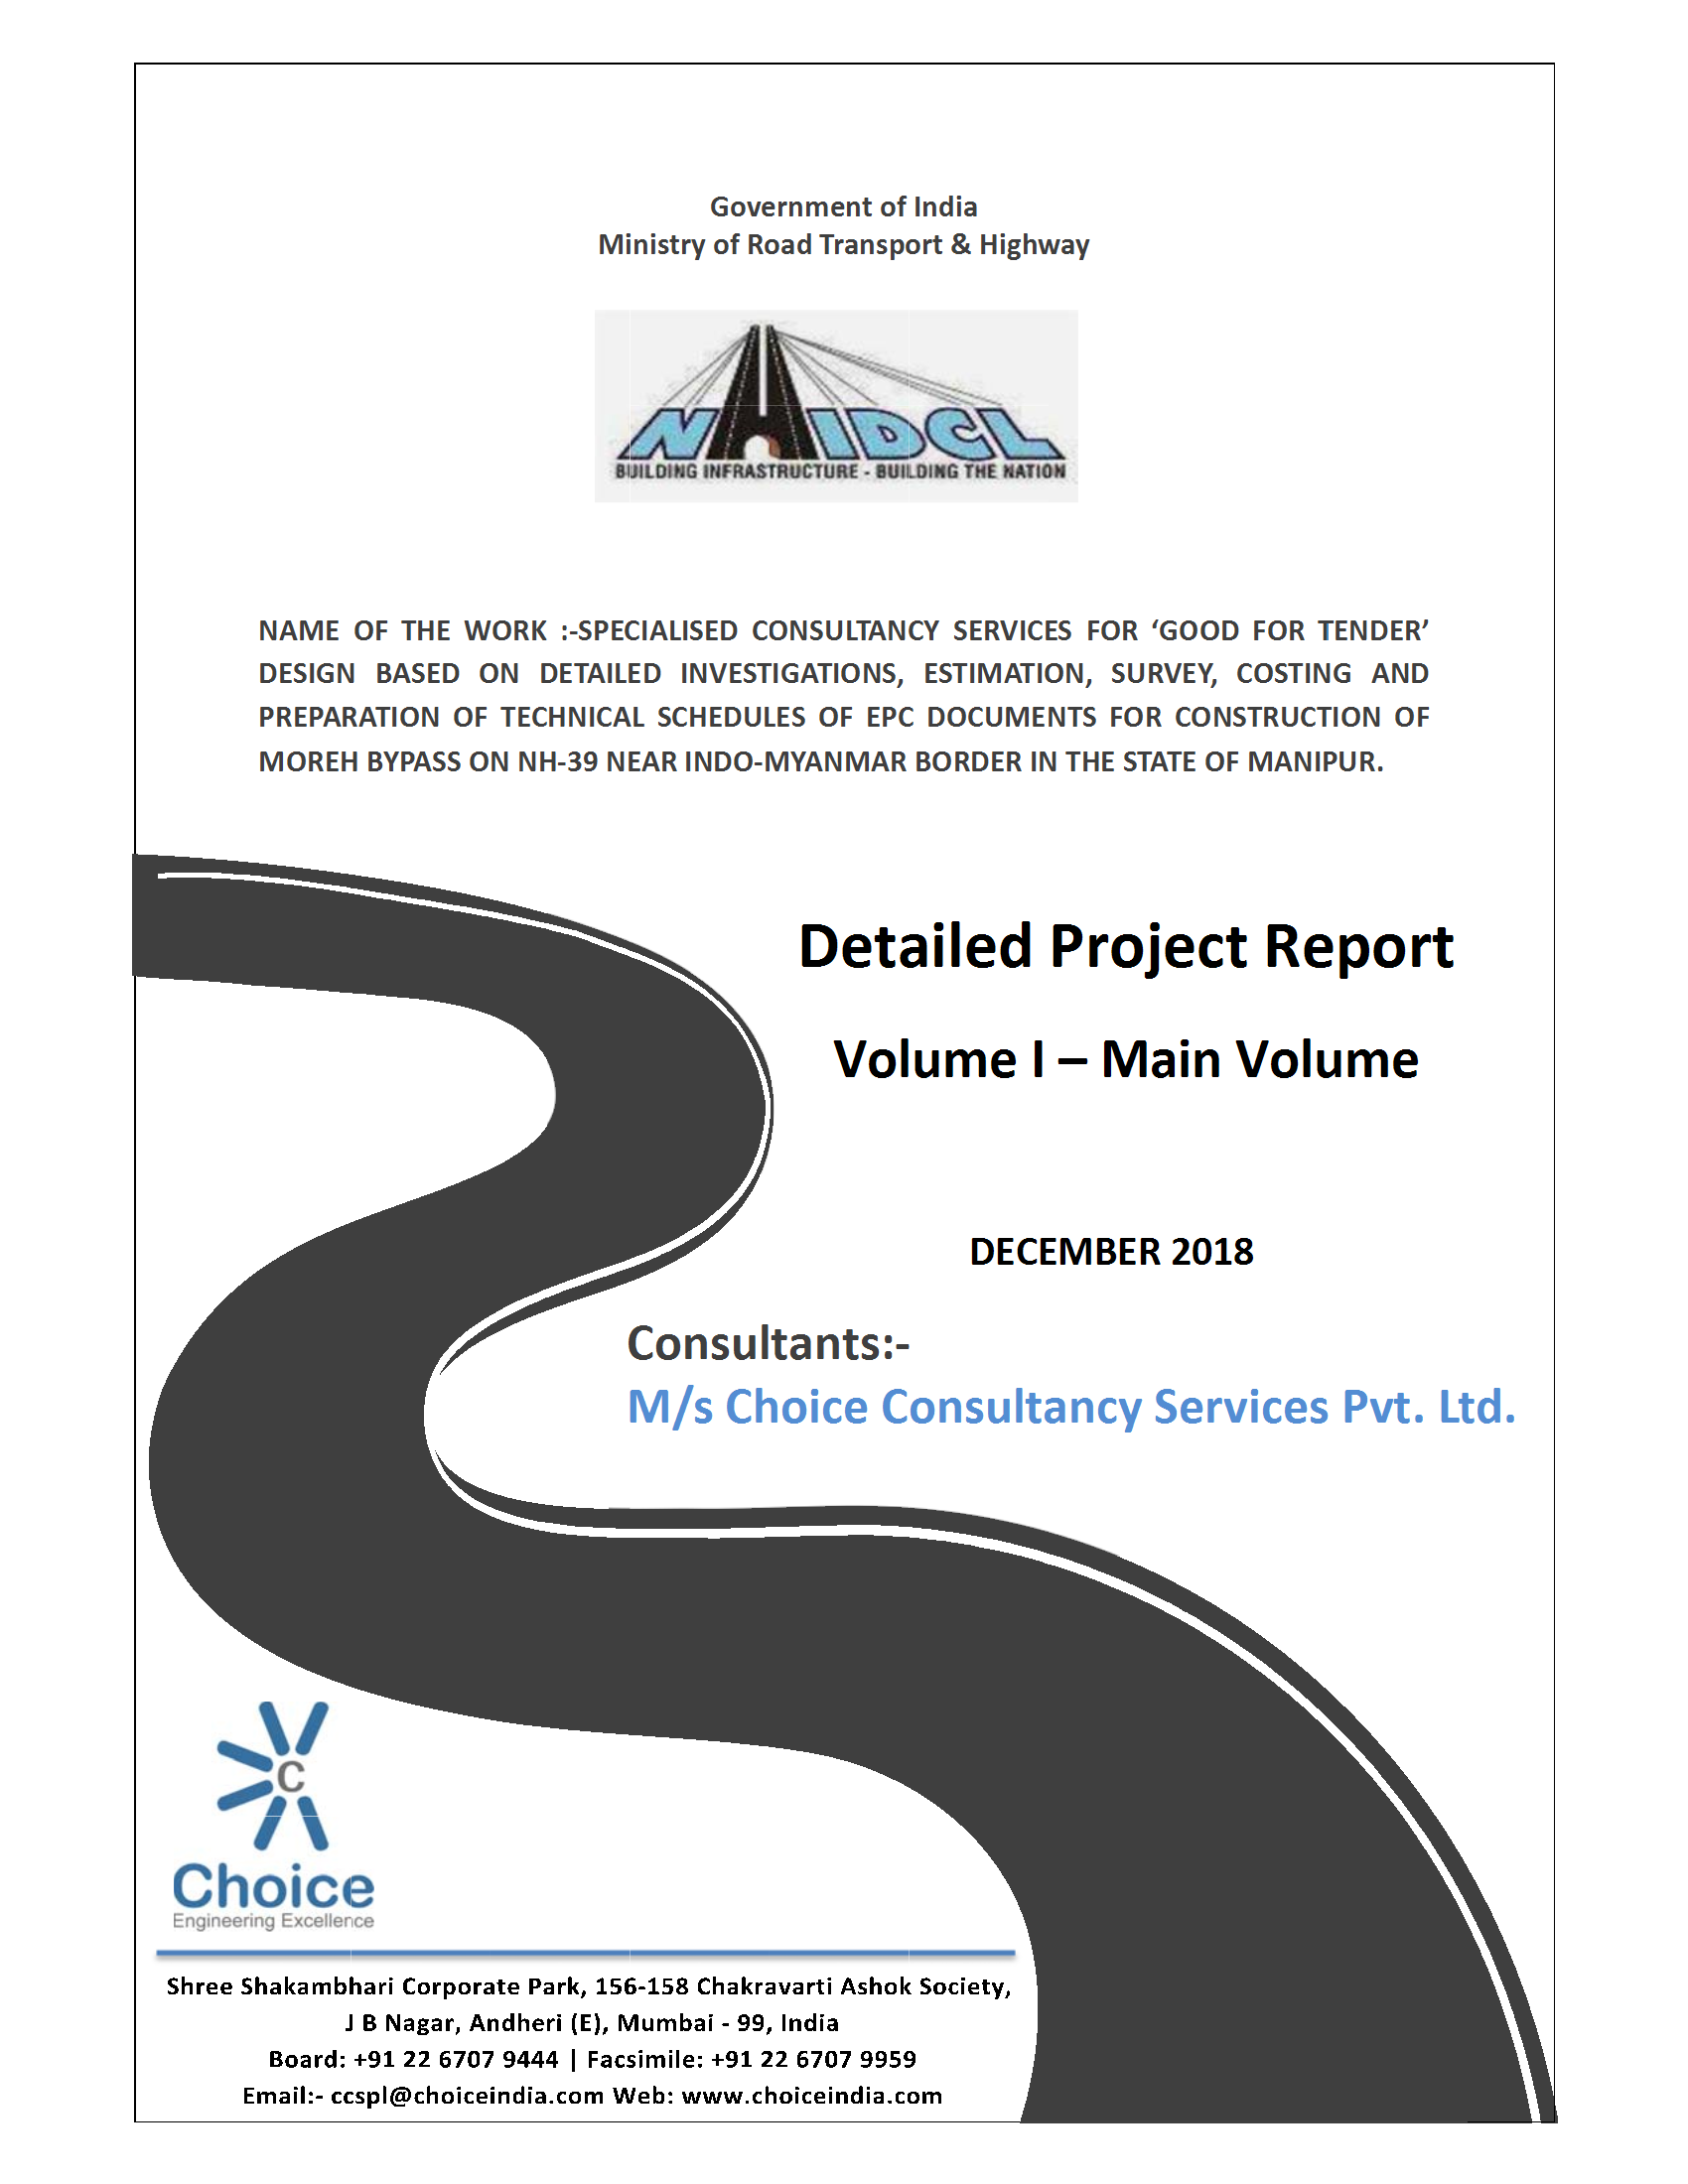 Government of India
Ministry of Road Transport & Highway
NHIDCL
BUILDING INFRASTRUCTURE - BUILDING THE NATION
NAME OF THE WORK :-SPECIALISED CONSULTANCY SERVICES FOR ‘GOOD FOR TENDER’
DESIGN BASED ON DETAILED INVESTIGATIONS, ESTIMATION, SURVEY, COSTING AND
PREPARATION OF TECHNICAL SCHEDULES OF EPC DOCUMENTS FOR CONSTRUCTION OF
MOREH BYPASS ON NH-39 NEAR INDO-MYANMAR BORDER IN THE STATE OF MANIPUR.
Detailed Project Report
Volume I – Main Volume
DECEMBER 2018
Consultants:-
M/s Choice Consultancy Services Pvt. Ltd.
C
Choice
Engineering Excellence
Shree Shakambhari Corporate Park, 156-158 Chakravarti Ashok Society,
J B Nagar, Andheri (E), Mumbai - 99, India
Board: +91 22 6707 9444 | Facsimile: +91 22 6707 9959
Email:- ccspl@choiceindia.com Web: www.choiceindia.com